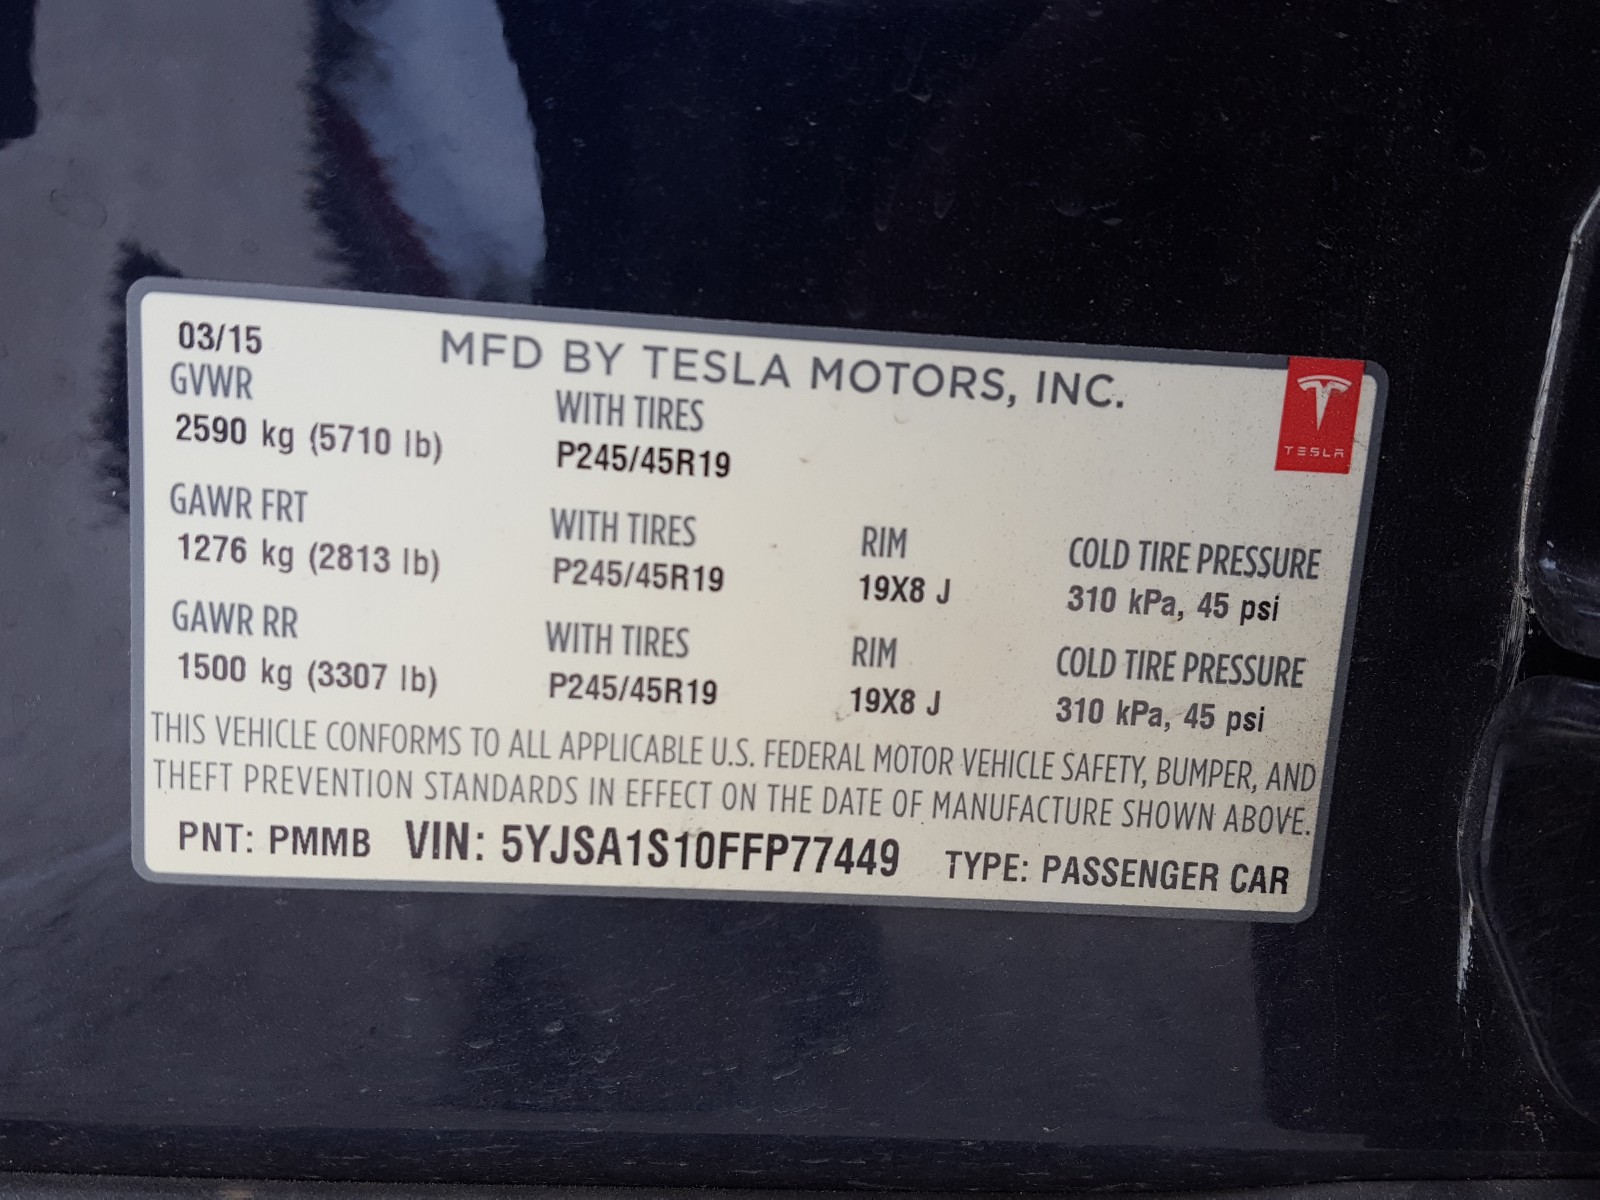 03/15
MFD BY TESLA MOTORS, INC.
TESLA
GVWR WITH TIRES
2590 kg (5710 lb) P245/45R19
GAWR FRT WITH TIRES RIM COLD TIRE PRESSURE
1276 kg (2813 lb) P245/45R19 19X8 J 310 kPa, 45 psi
GAWR RR WITH TIRES RIM COLD TIRE PRESSURE
1500 kg (3307 lb) P245/45R19 19X8 J 310 kPa, 45 psi
THIS VEHICLE CONFORMS TO ALL APPLICABLE U.S. FEDERAL MOTOR VEHICLE SAFETY, BUMPER, AND
THEFT PREVENTION STANDARDS IN EFFECT ON THE DATE OF MANUFACTURE SHOWN ABOVE.
PNT: PMMB VIN: 5YJSA1S10FFP77449 TYPE: PASSENGER CAR